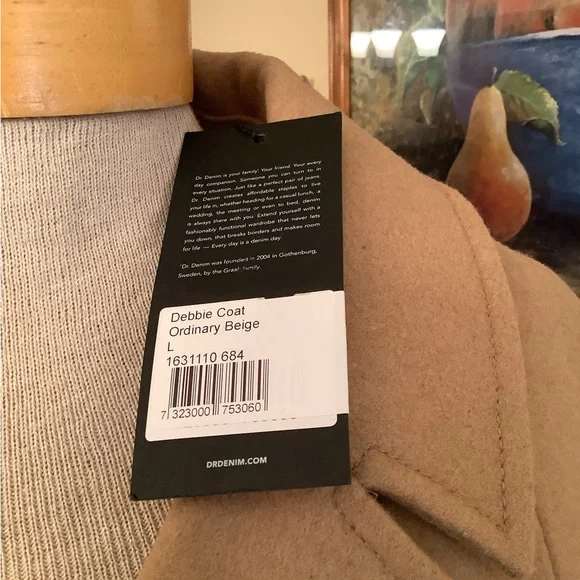 Dr. Denim is your family. Your friend. Your every
day companion. Someone you can turn to in
every situation. Just like a perfect pair of jeans.
Dr. Denim creates affordable staples to live
your life in, whether heading for a casual lunch, a
wedding, the meeting or even to bed, denim
is always there with you. Extend yourself with a
fashionably functional wardrobe that never lets
you down, that breaks borders and makes room
for life — Every day is a denim day.
Dr. Denim was founded in 2004 in Gothenburg,
Sweden, by the Graah family.
Debbie Coat
Ordinary Beige
L
1631110 684
7 323000 753060
DRDENIM.COM